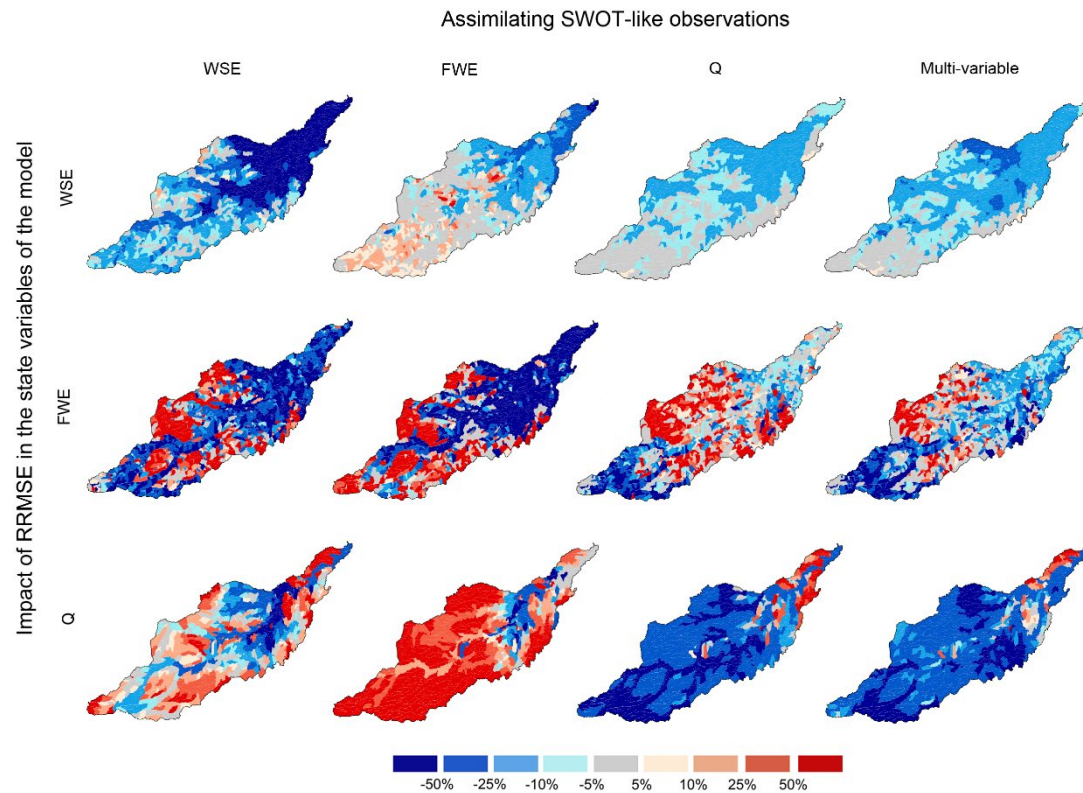 Assimilating SWOT-like observations
WSE FWE Q Multi-variable
Impact of RRMSE in the state variables of the model
WSE
FWE
Q
-50% -25% -10% -5% 5% 10% 25% 50%